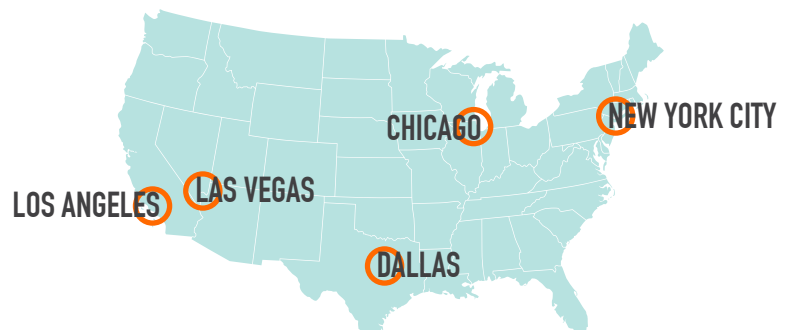 NEW YORK CITY
CHICAGO
LAS VEGAS
LOS ANGELES
DALLAS